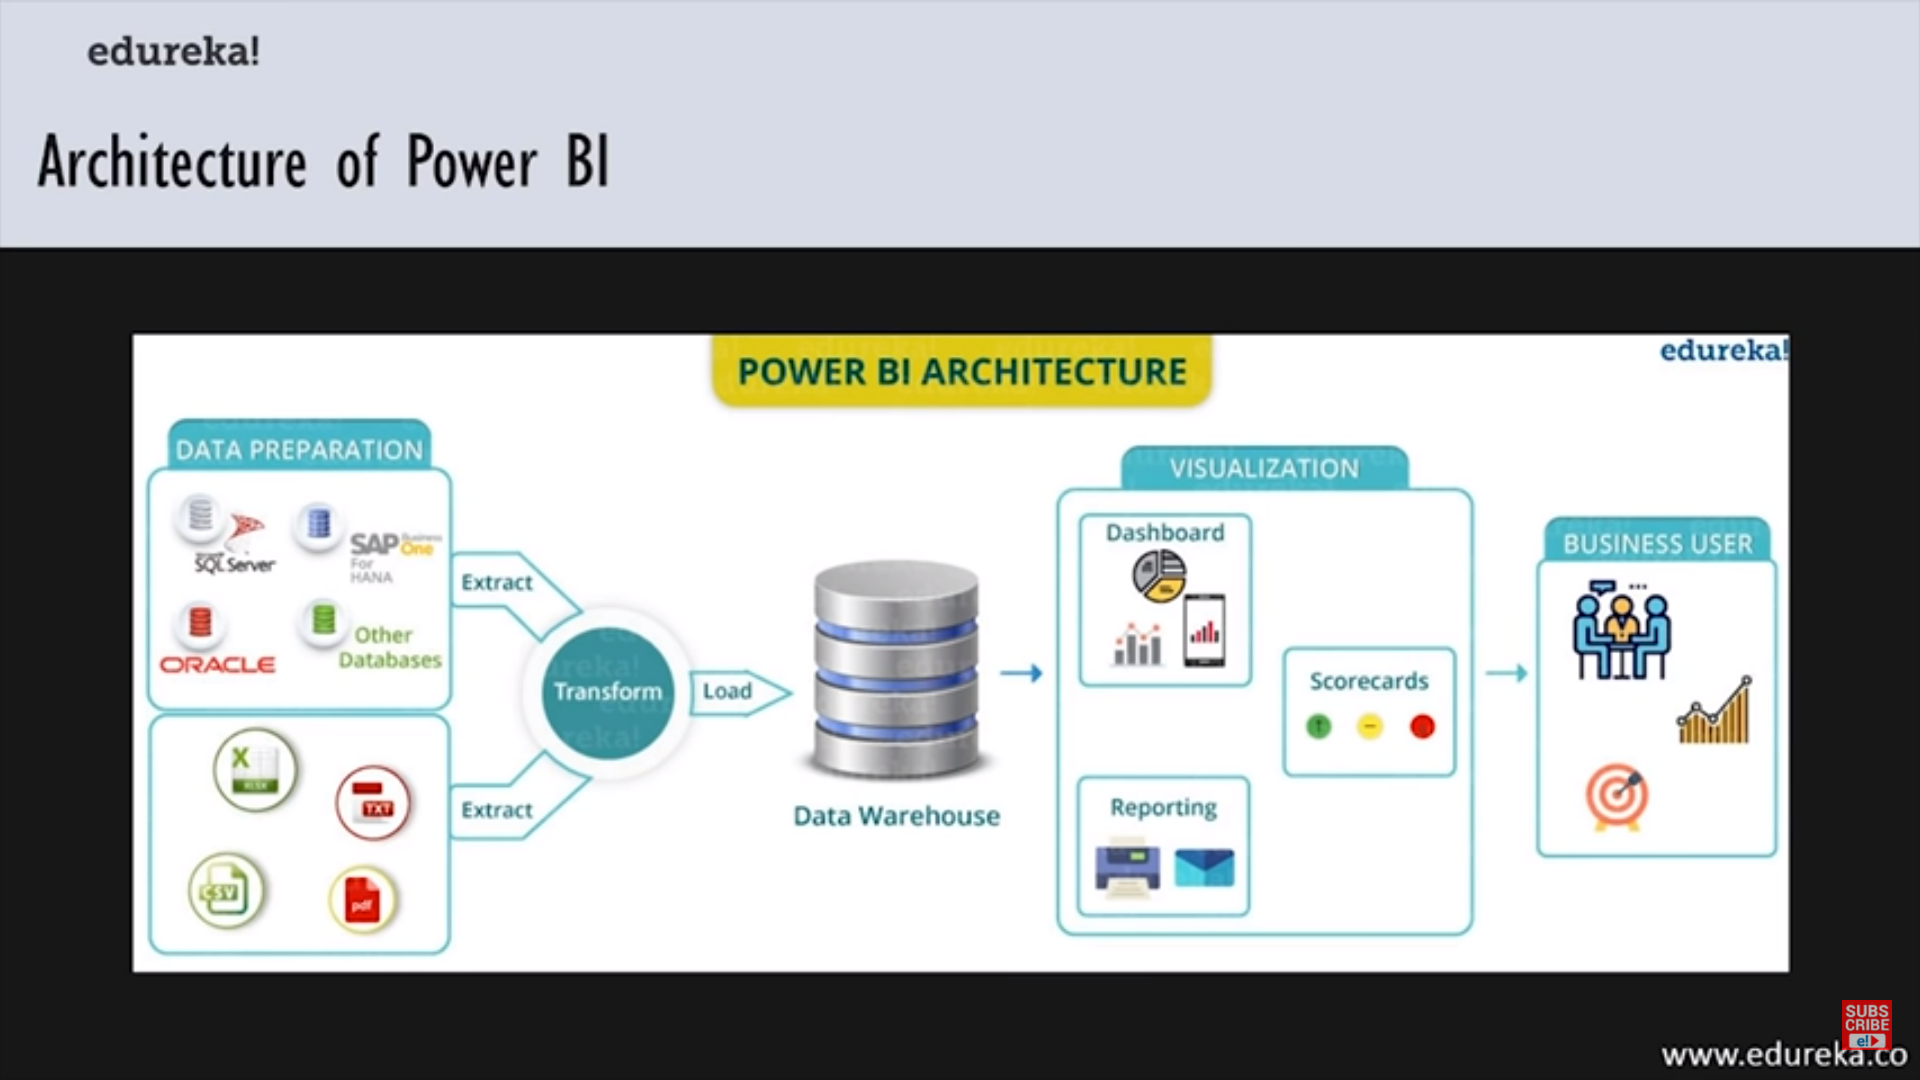 edureka!
Architecture of Power BI
POWER BI ARCHITECTURE
edureka!
DATA PREPARATION
SQL Server
SAP Business One
For
HANA
ORACLE
Other
Databases
X
TXT
CSV
pdf
Extract
Extract
Transform
Load
Data Warehouse
VISUALIZATION
Dashboard
Scorecards
Reporting
BUSINESS USER
SUBS
CRIBE
e!
www.edureka.co